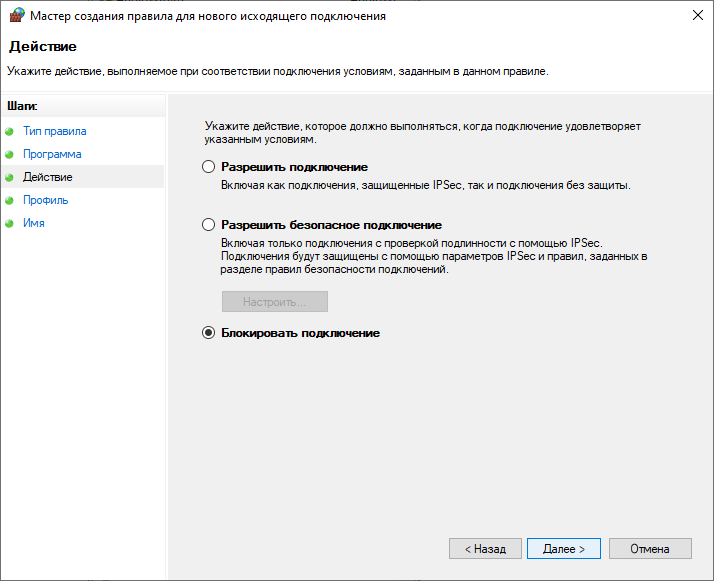 Мастер создания правила для нового исходящего подключения
Действие
Укажите действие, выполняемое при соответствии подключения условиям, заданным в данном правиле.
Шаги:
Тип правила
Программа
Действие
Профиль
Имя
Укажите действие, которое должно выполняться, когда подключение удовлетворяет
указанным условиям.
Разрешить подключение
Включая как подключения, защищенные IPSec, так и подключения без защиты.
Разрешить безопасное подключение
Включая только подключения с проверкой подлинности с помощью IPSec.
Подключения будут защищены с помощью параметров IPSec и правил, заданных в
разделе правил безопасности подключений.
Настроить...
Блокировать подключение
< Назад
Далее >
Отмена